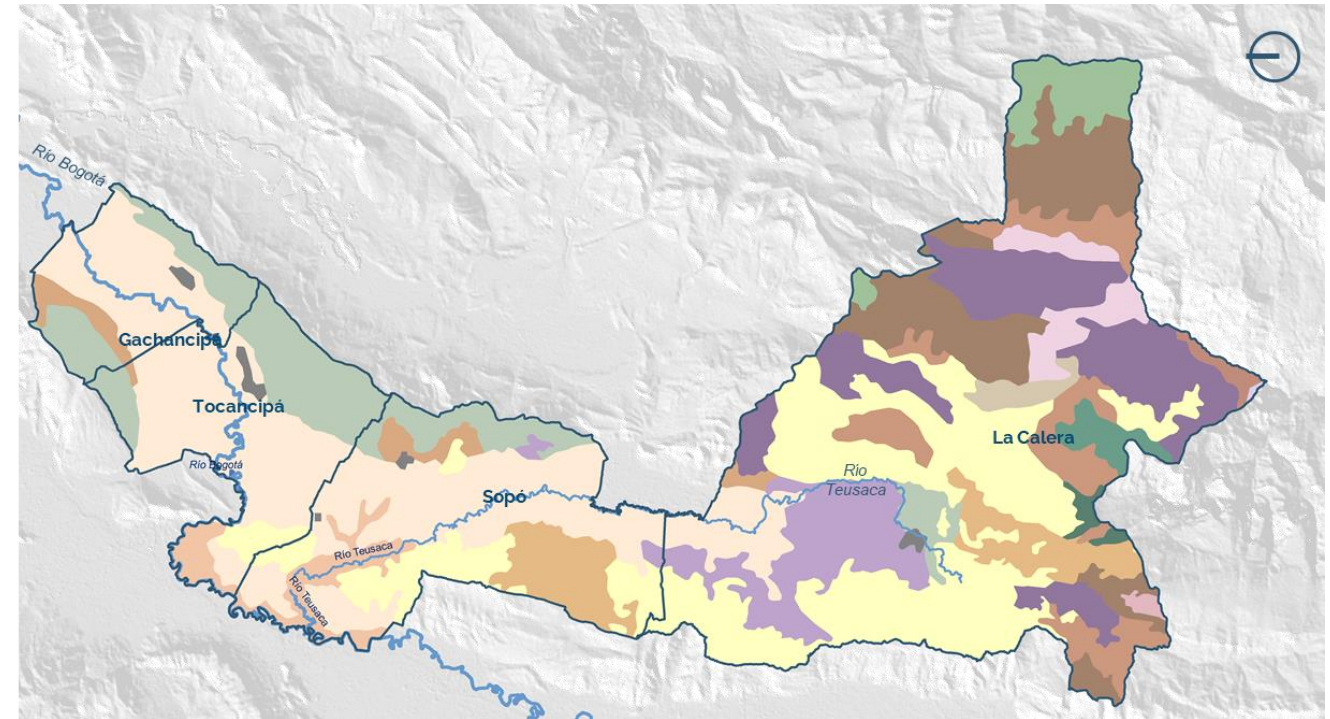 Río Bogotá
Gachancipá
Tocancipá
Río Bogotá
La Calera
Río
Teusaca
Sopó
Río Teusaca
Río Teusaca